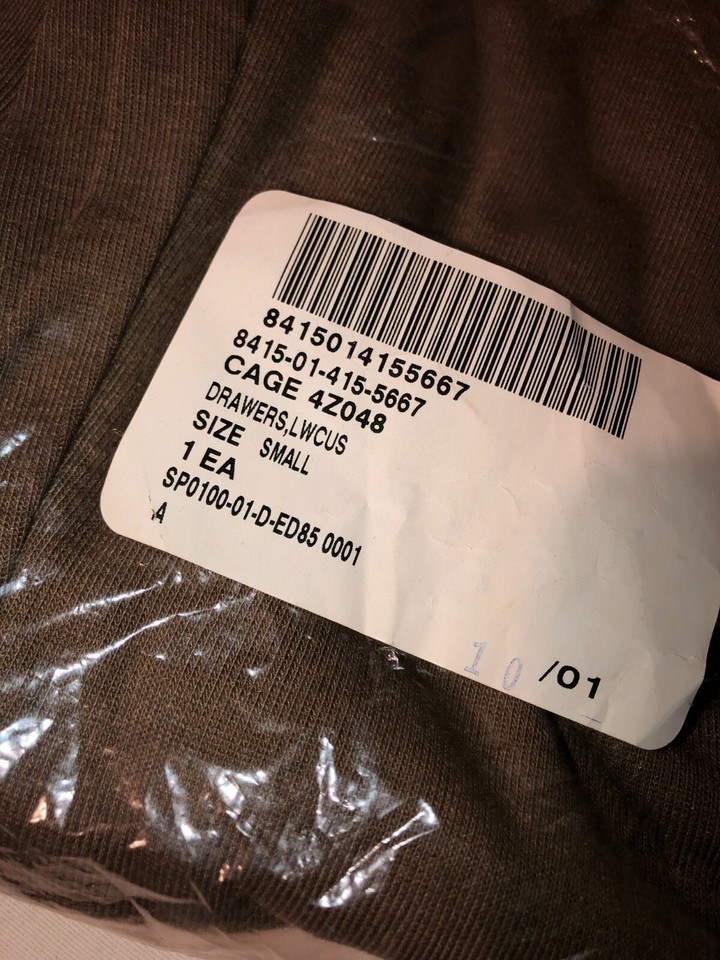 8415014155667
8415-01-415-5667
CAGE 4Z048
DRAWERS,LWCUS
SIZE SMALL
1 EA
SP0100-01-D-ED85 0001
A
10/01